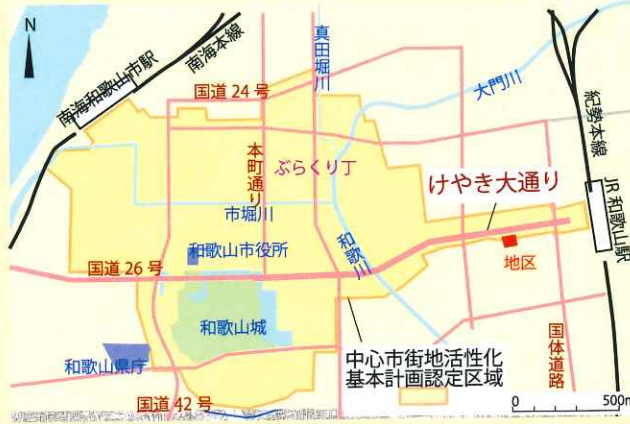 N
南海和歌山市駅
南海本線
真田堀川
大門川
紀勢本線
国道24号
本町通り
ぶらくり丁
けやき大通り
JR和歌山駅
市堀川
和歌山市役所
和歌川
地区
国道26号
和歌山城
和歌山県庁
中心市街地活性化
基本計画認定区域
国体道路
国道42号
0
500m